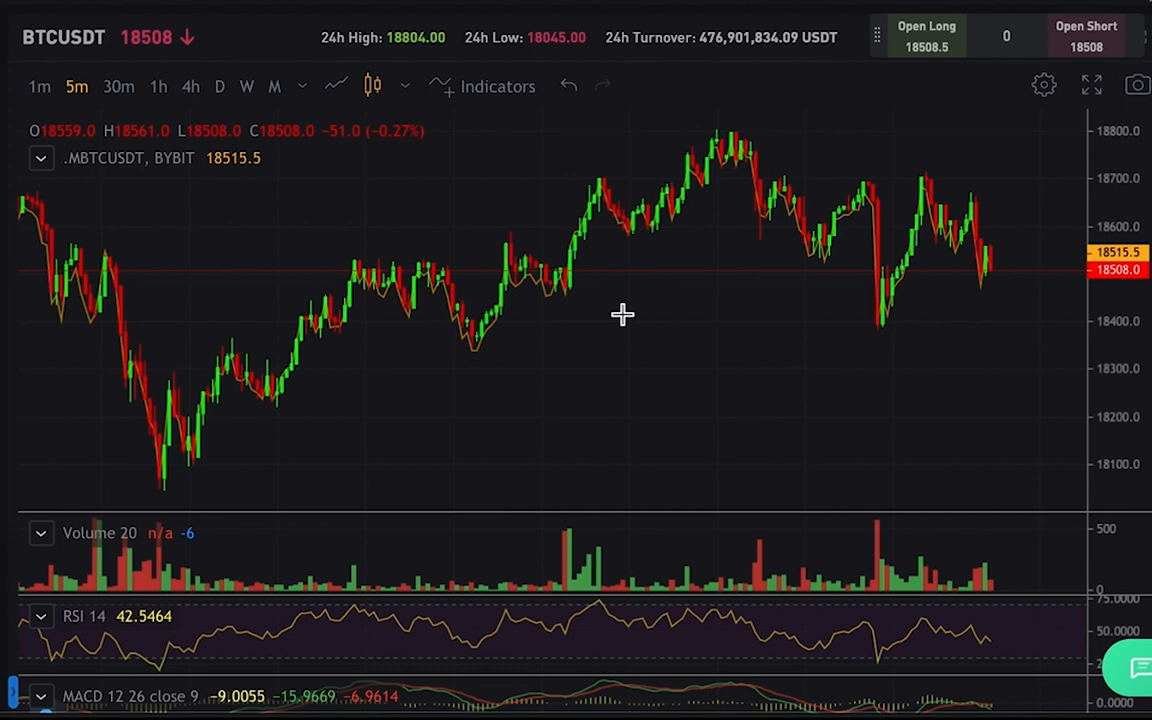 BTCUSDT 18508 24h High: 18804.00 24h Low: 18045.00 24h Turnover: 476,901,834.09 USDT
Open Long 18508.5
0
Open Short 18508
1m 5m 30m 1h 4h D W M Indicators
O18559.0 H18561.0 L18508.0 C18508.0 -51.0 (-0.27%)
.MBTCUSDT, BYBIT 18515.5
18800.0
18700.0
18600.0
18515.5
18508.0
18400.0
18300.0
18200.0
18100.0
Volume 20 n/a -6
500
0
RSI 14 42.5464
75.0000
50.0000
MACD 12 26 close 9 -9.0055 -15.9669 -6.9614
0.0000